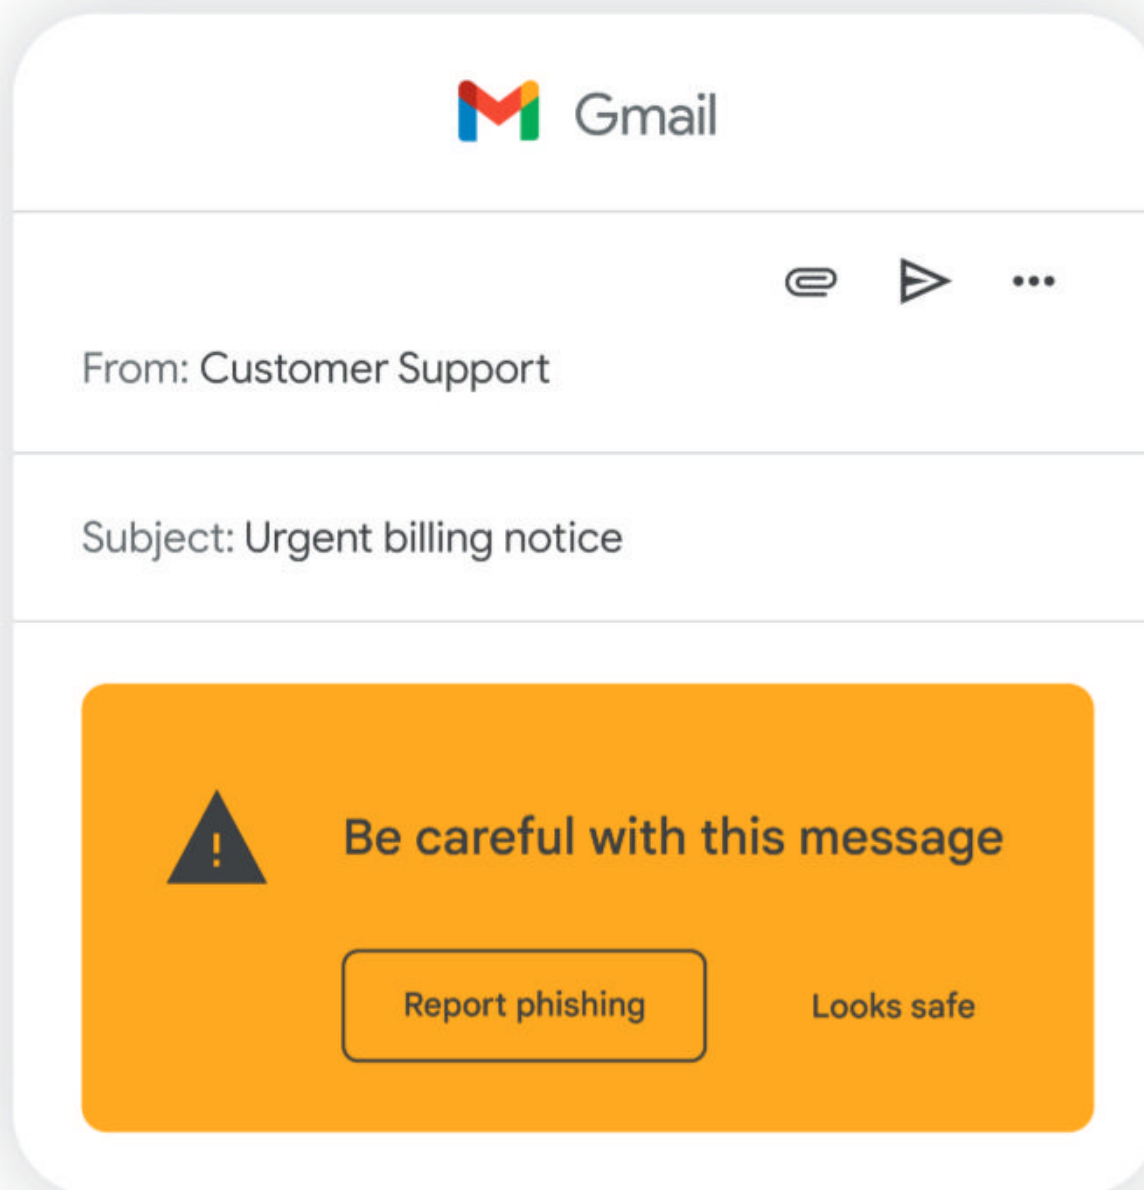 Gmail
From: Customer Support
Subject: Urgent billing notice
Be careful with this message
Report phishing
Looks safe